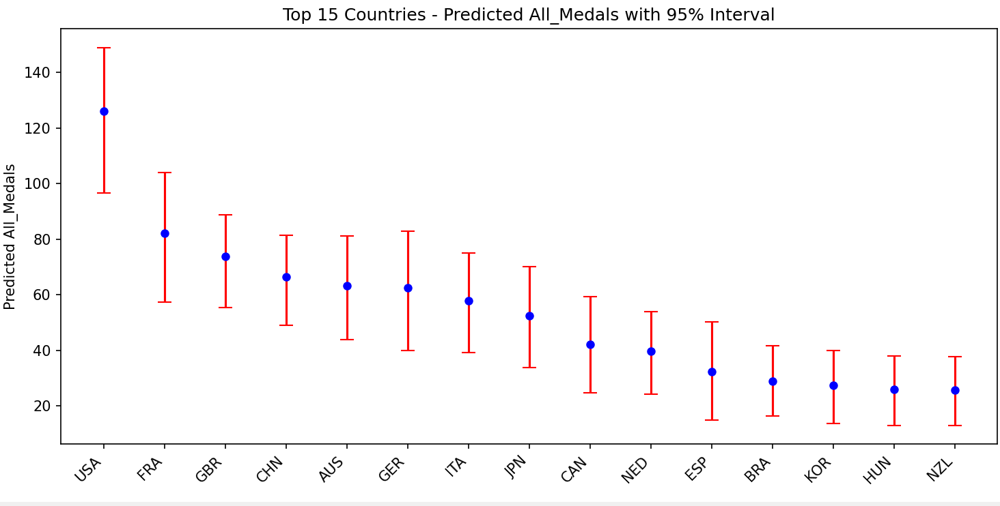 Top 15 Countries - Predicted All_Medals with 95% Interval
Predicted All_Medals
140
120
100
80
60
40
20
USA
FRA
GBR
CHN
AUS
GER
ITA
JPN
CAN
NED
ESP
BRA
KOR
HUN
NZL